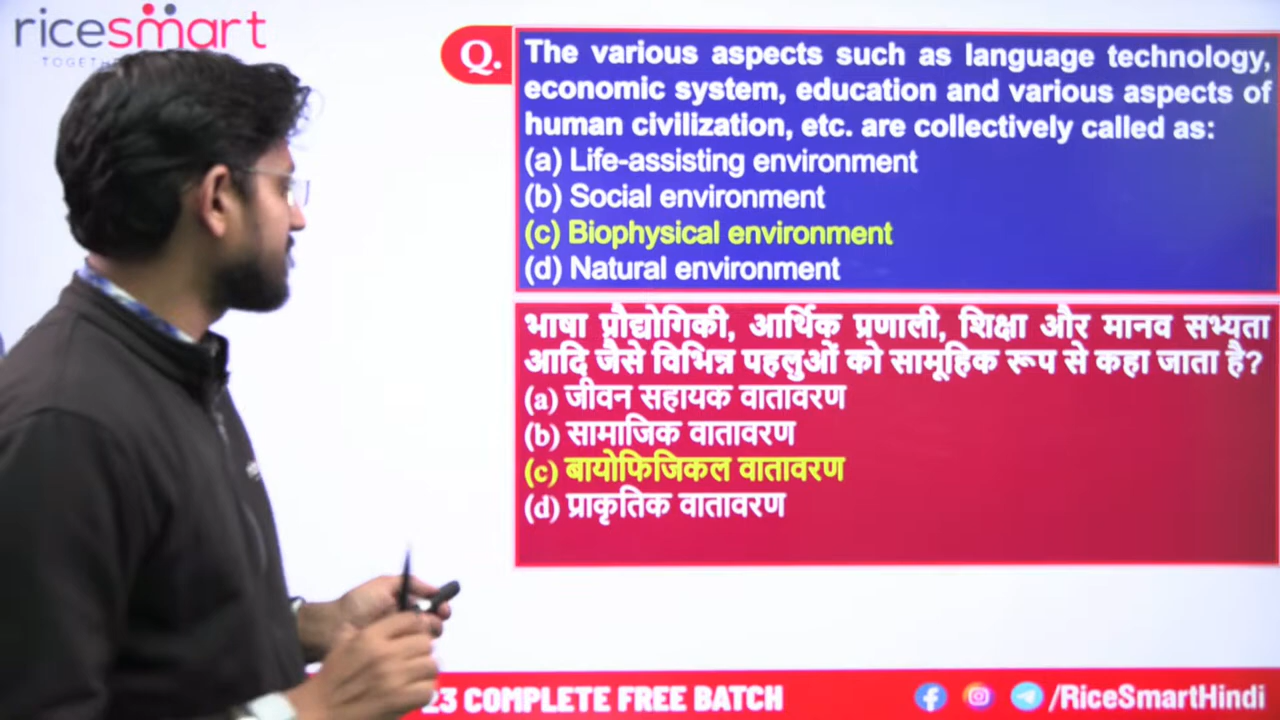 ricesmart
Q.
The various aspects such as language technology,
economic system, education and various aspects of
human civilization, etc. are collectively called as:
(a) Life-assisting environment
(b) Social environment
(c) Biophysical environment
(d) Natural environment
भाषा प्रौद्योगिकी, आर्थिक प्रणाली, शिक्षा और मानव सभ्यता
आदि जैसे विभिन्न पहलुओं को सामूहिक रूप से कहा जाता है?
(a) जीवन सहायक वातावरण
(b) सामाजिक वातावरण
(c) बायोफिजिकल वातावरण
(d) प्राकृतिक वातावरण
23 COMPLETE FREE BATCH
/RiceSmartHindi